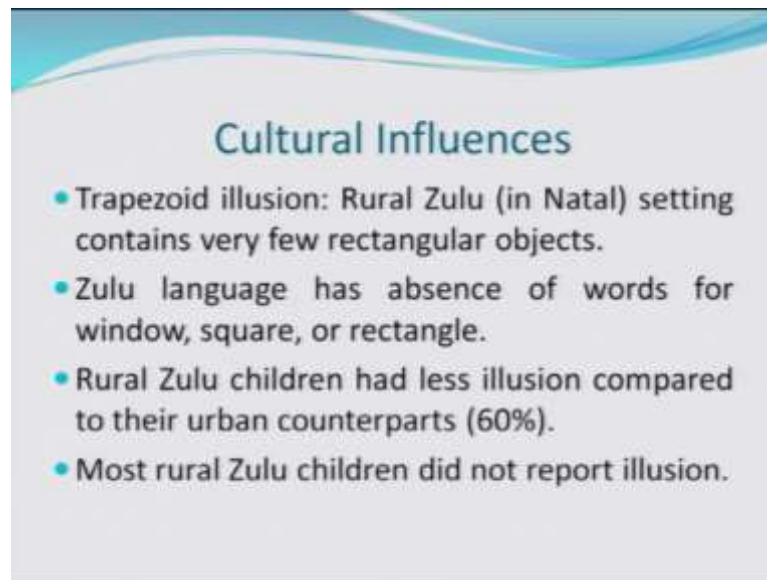 Cultural Influences
Trapezoid illusion: Rural Zulu (in Natal) setting
contains very few rectangular objects.
Zulu language has absence of words for
window, square, or rectangle.
Rural Zulu children had less illusion compared
to their urban counterparts (60%).
Most rural Zulu children did not report illusion.